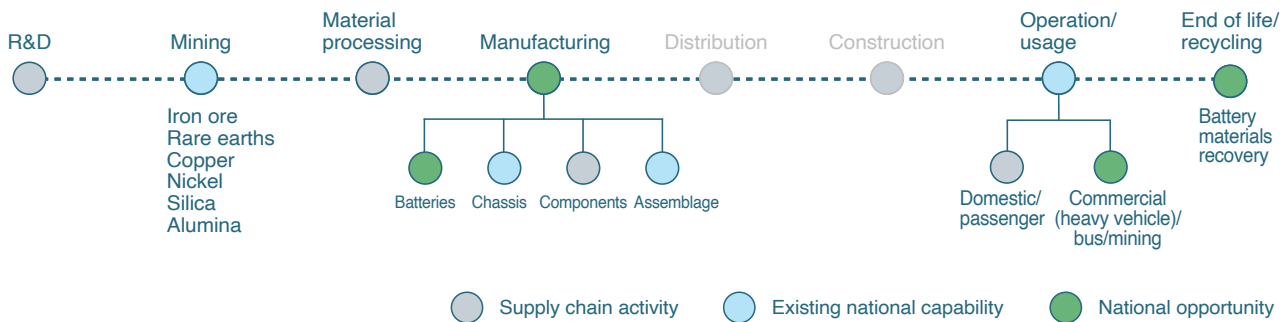 R&D
Mining
Material
processing
Manufacturing
Distribution
Construction
Operation/
usage
End of life/
recycling
Iron ore
Rare earths
Copper
Nickel
Silica
Alumina
Batteries
Chassis
Components
Assemblage
Domestic/
passenger
Commercial
(heavy vehicle)/
bus/mining
Battery
materials
recovery
Supply chain activity
Existing national capability
National opportunity